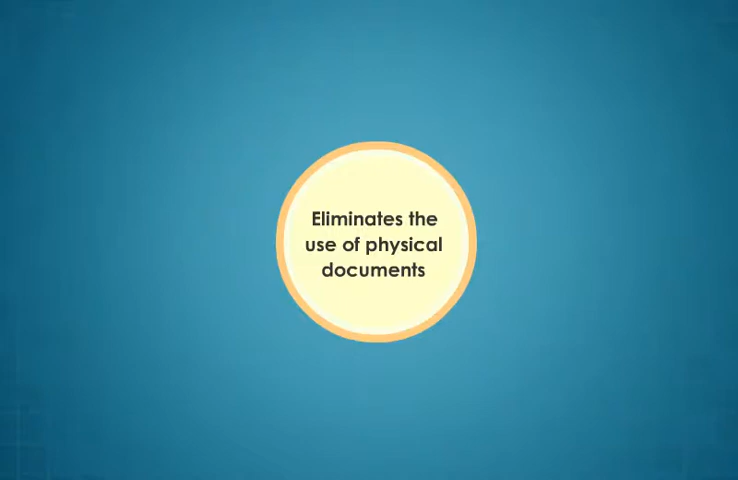 Eliminates the
use of physical
documents